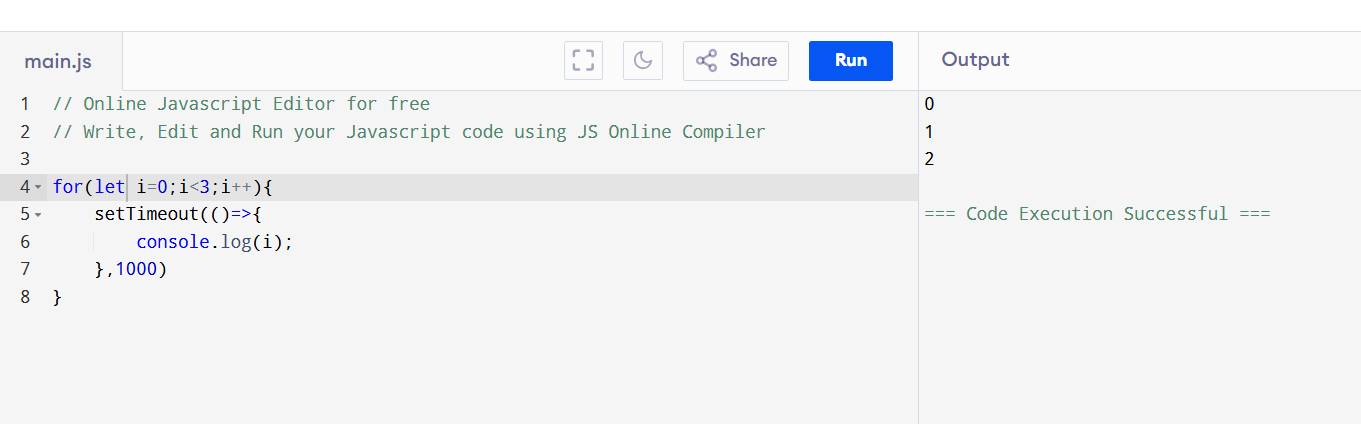 main.js
Share
Run
Output
1 // Online Javascript Editor for free
2 // Write, Edit and Run your Javascript code using JS Online Compiler
3
4 for(let i=0;i<3;i++){
5     setTimeout(()=>{
6         console.log(i);
7     },1000)
8 }
0
1
2
=== Code Execution Successful ===